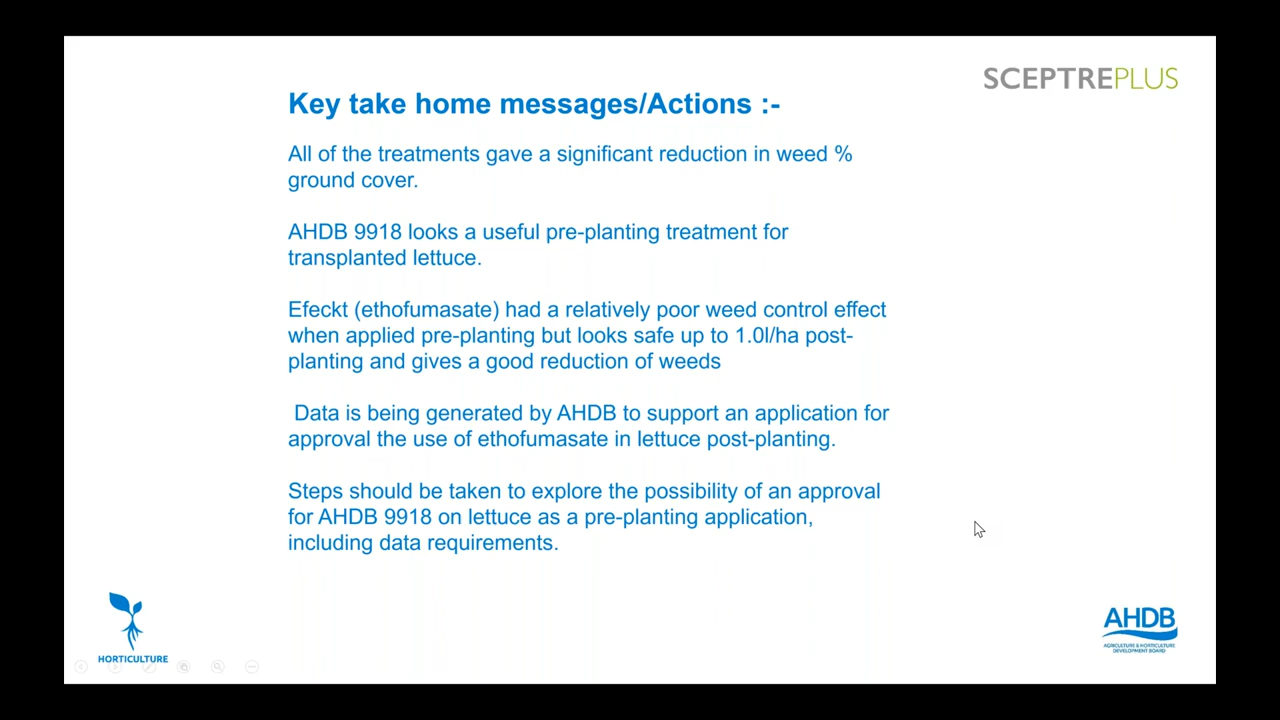 SCEPTREPLUS
Key take home messages/Actions :-
All of the treatments gave a significant reduction in weed %
ground cover.
AHDB 9918 looks a useful pre-planting treatment for
transplanted lettuce.
Efeckt (ethofumasate) had a relatively poor weed control effect
when applied pre-planting but looks safe up to 1.0l/ha post-
planting and gives a good reduction of weeds
Data is being generated by AHDB to support an application for
approval the use of ethofumasate in lettuce post-planting.
Steps should be taken to explore the possibility of an approval
for AHDB 9918 on lettuce as a pre-planting application,
including data requirements.
HORTICULTURE
AHDB
AGRICULTURE & HORTICULTURE
DEVELOPMENT BOARD